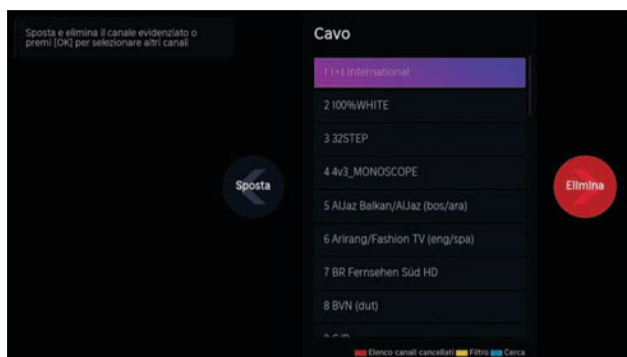 Sposta e elimina il canale evidenziato o
premi [OK] per selezionare altri canali
Cavo
1 1+1 International
2 100%WHITE
3 32STEP
4 4v3_MONOSCOPE
5 AlJaz Balkan/AlJaz (bos/ara)
6 Arirang/Fashion TV (eng/spa)
7 BR Fernsehen Süd HD
8 BVN (dut)
Sposta
Elimina
Elenco canali cancellati Filtro Cerca